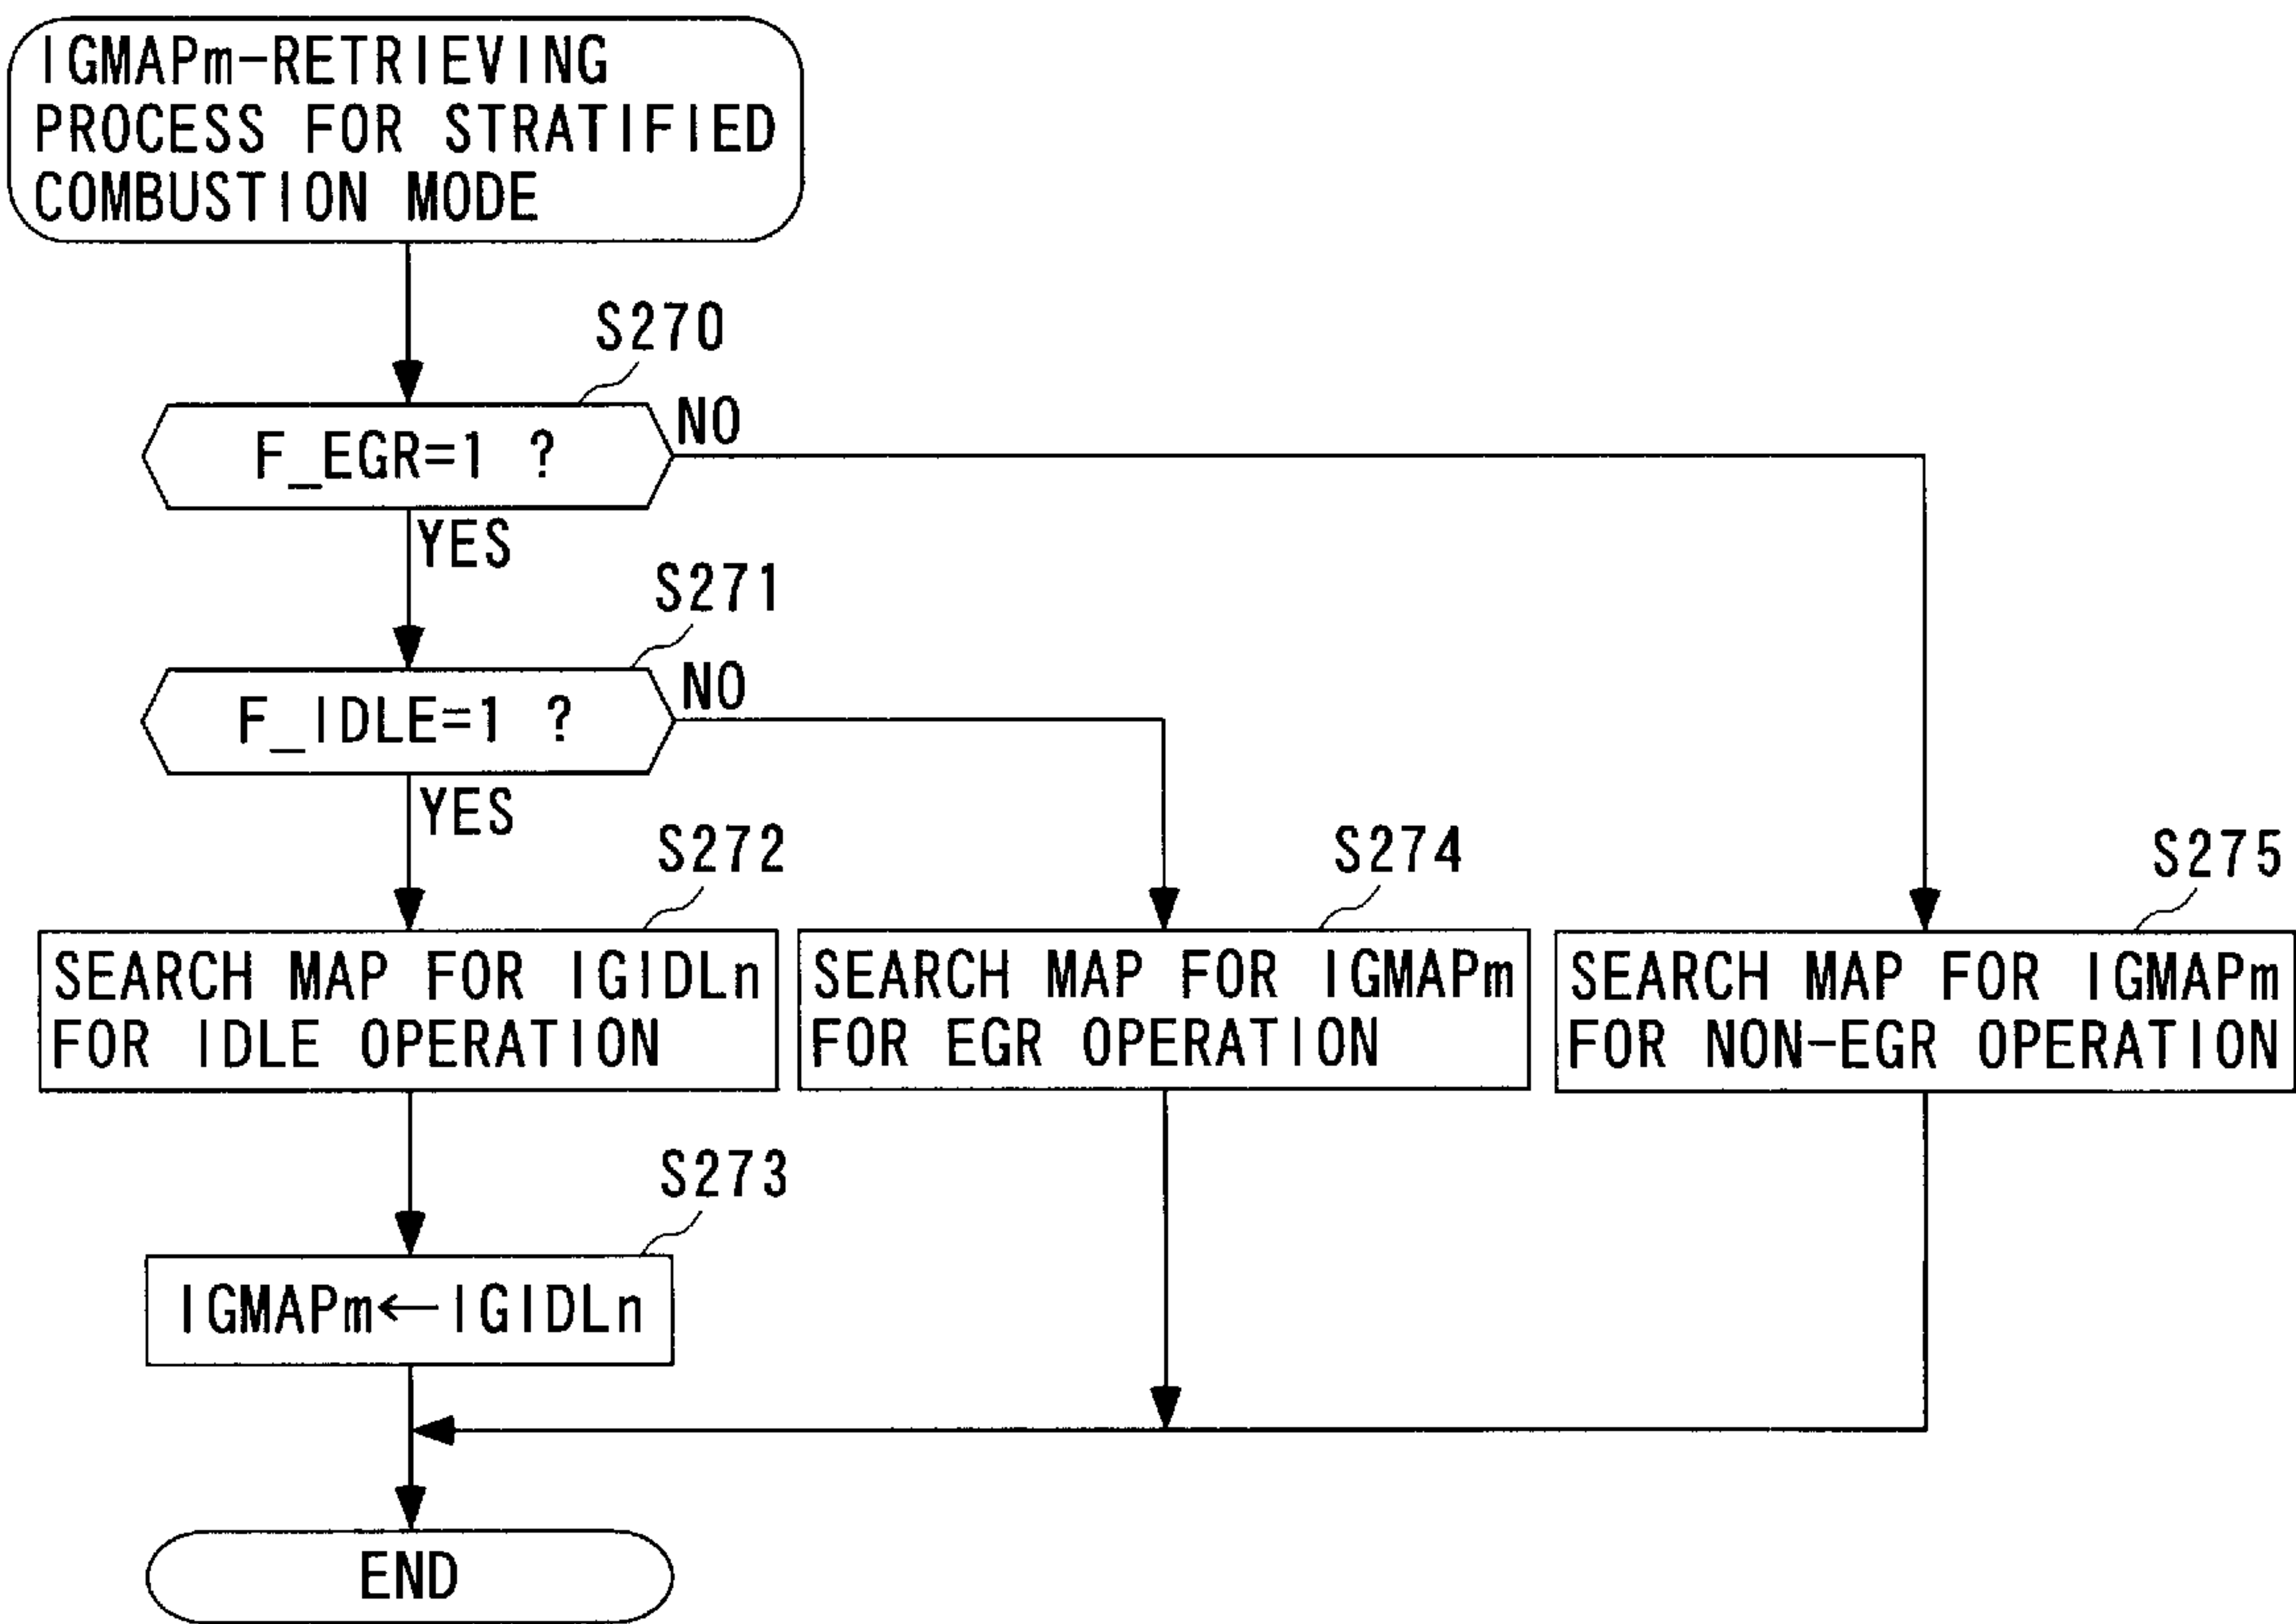 IGMAPm-RETRIEVING
PROCESS FOR STRATIFIED
COMBUSTION MODE
S270
F_EGR=1 ?
NO
YES
S271
F_IDLE=1 ?
NO
YES
S272
SEARCH MAP FOR IGIDLn
FOR IDLE OPERATION
S274
SEARCH MAP FOR IGMAPm
FOR EGR OPERATION
S275
SEARCH MAP FOR IGMAPm
FOR NON-EGR OPERATION
S273
IGMAPm←IGIDLn
END